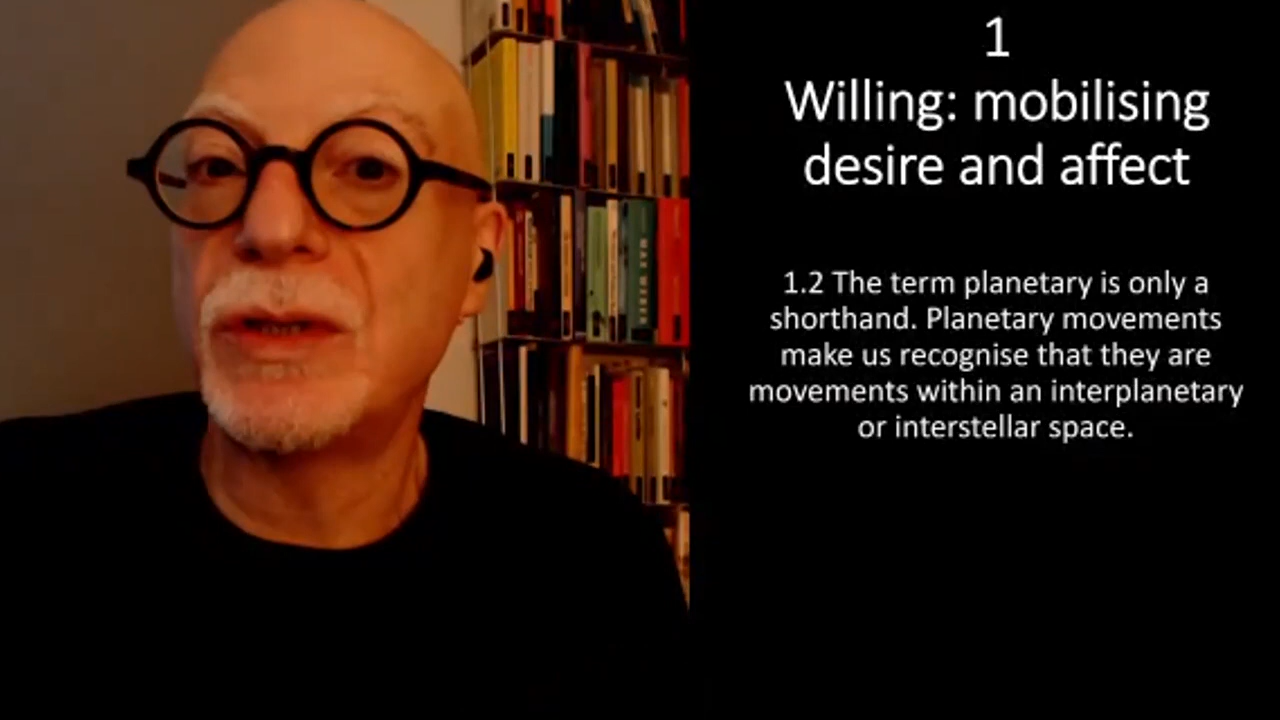 1
Willing: mobilising
desire and affect
1.2 The term planetary is only a
shorthand. Planetary movements
make us recognise that they are
movements within an interplanetary
or interstellar space.